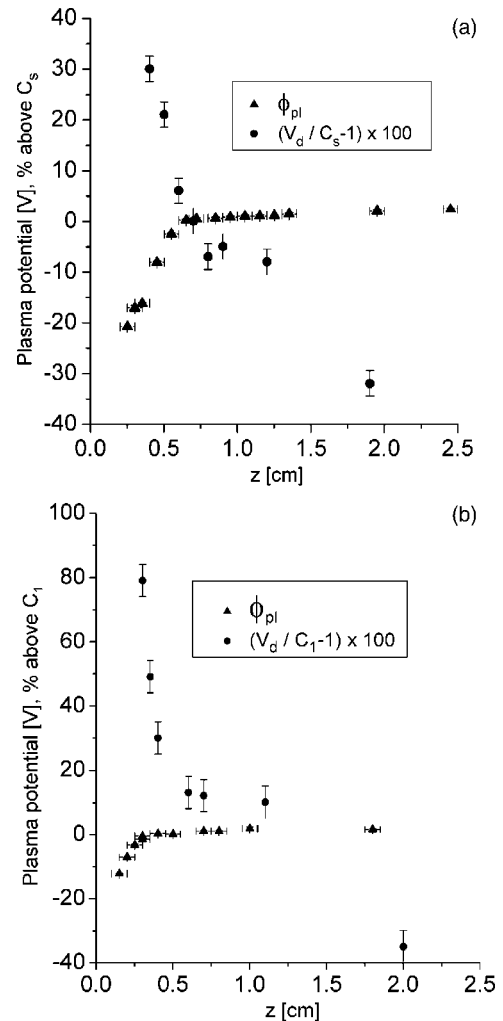 (a)
Plasma potential [V], % above Cₛ
40
30
20
10
0
-10
-20
-30
-40
ϕpl
(Vd / Cs-1) x 100
0.0 0.5 1.0 1.5 2.0 2.5
z [cm]
(b)
Plasma potential [V], % above C₁
100
80
60
40
20
0
-20
-40
ϕpl
(Vd / C₁-1) x 100
0.0 0.5 1.0 1.5 2.0 2.5
z [cm]